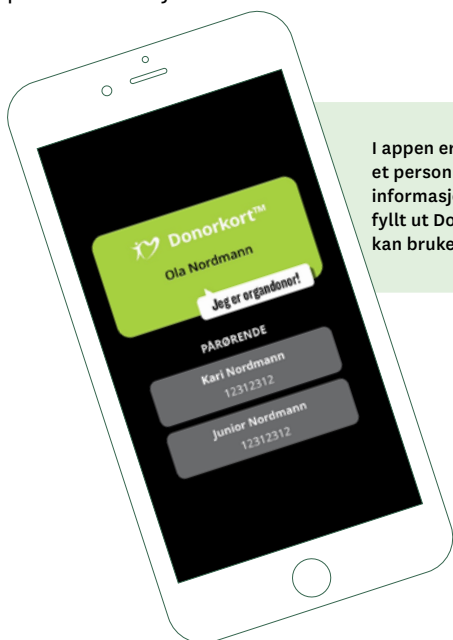 Donorkort™
Ola Nordmann
Jeg er organdonor!
PÅRØRENDE
Kari Nordmann
12312312
Junior Nordmann
12312312
I appen er
et person
informasj
fyllt ut Do
kan bruke